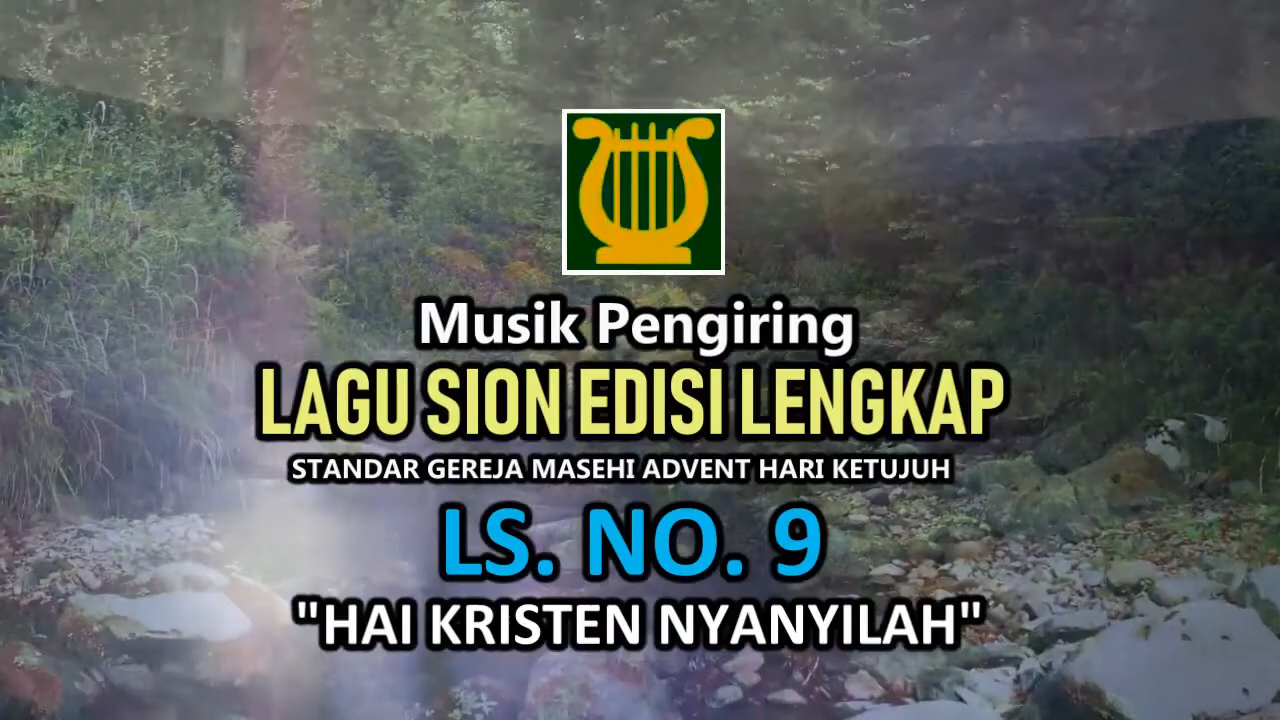 Musik Pengiring
LAGU SION EDISI LENGKAP
STANDAR GEREJA MASEHI ADVENT HARI KETUJUH
LS. NO. 9
"HAI KRISTEN NYANYILAH"